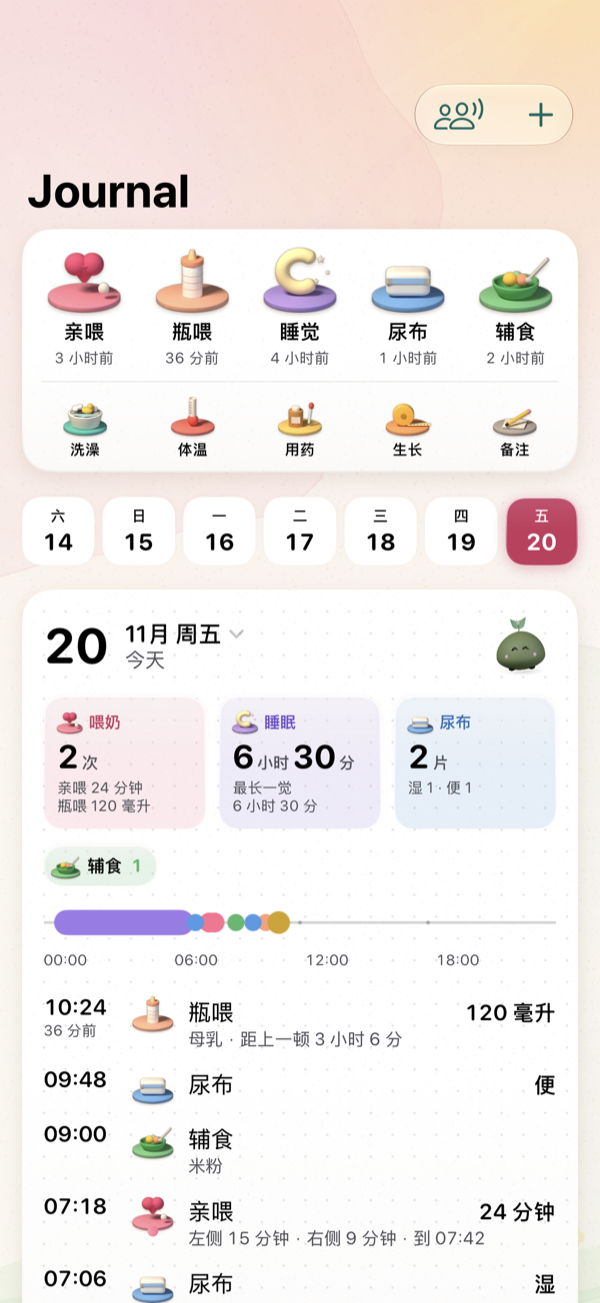 Journal
亲喂 瓶喂 睡觉 尿布 辅食
3 小时前 36 分前 4 小时前 1 小时前 2 小时前
洗澡 体温 用药 生长 备注
六 日 一 二 三 四 五
14 15 16 17 18 19 20
20 11月 周五
今天
喂奶 睡眠 尿布
2 次 6 小时 30 分 2 片
亲喂 24 分钟 最长一觉 湿 1 · 便 1
瓶喂 120 毫升 6 小时 30 分
辅食 1
00:00 06:00 12:00 18:00
10:24 瓶喂 120 毫升
36 分前 母乳 · 距上一顿 3 小时 6 分
09:48 尿布 便
09:00 辅食
米粉
07:18 亲喂 24 分钟
左侧 15 分钟 · 右侧 9 分钟 · 到 07:42
07:06 尿布 湿